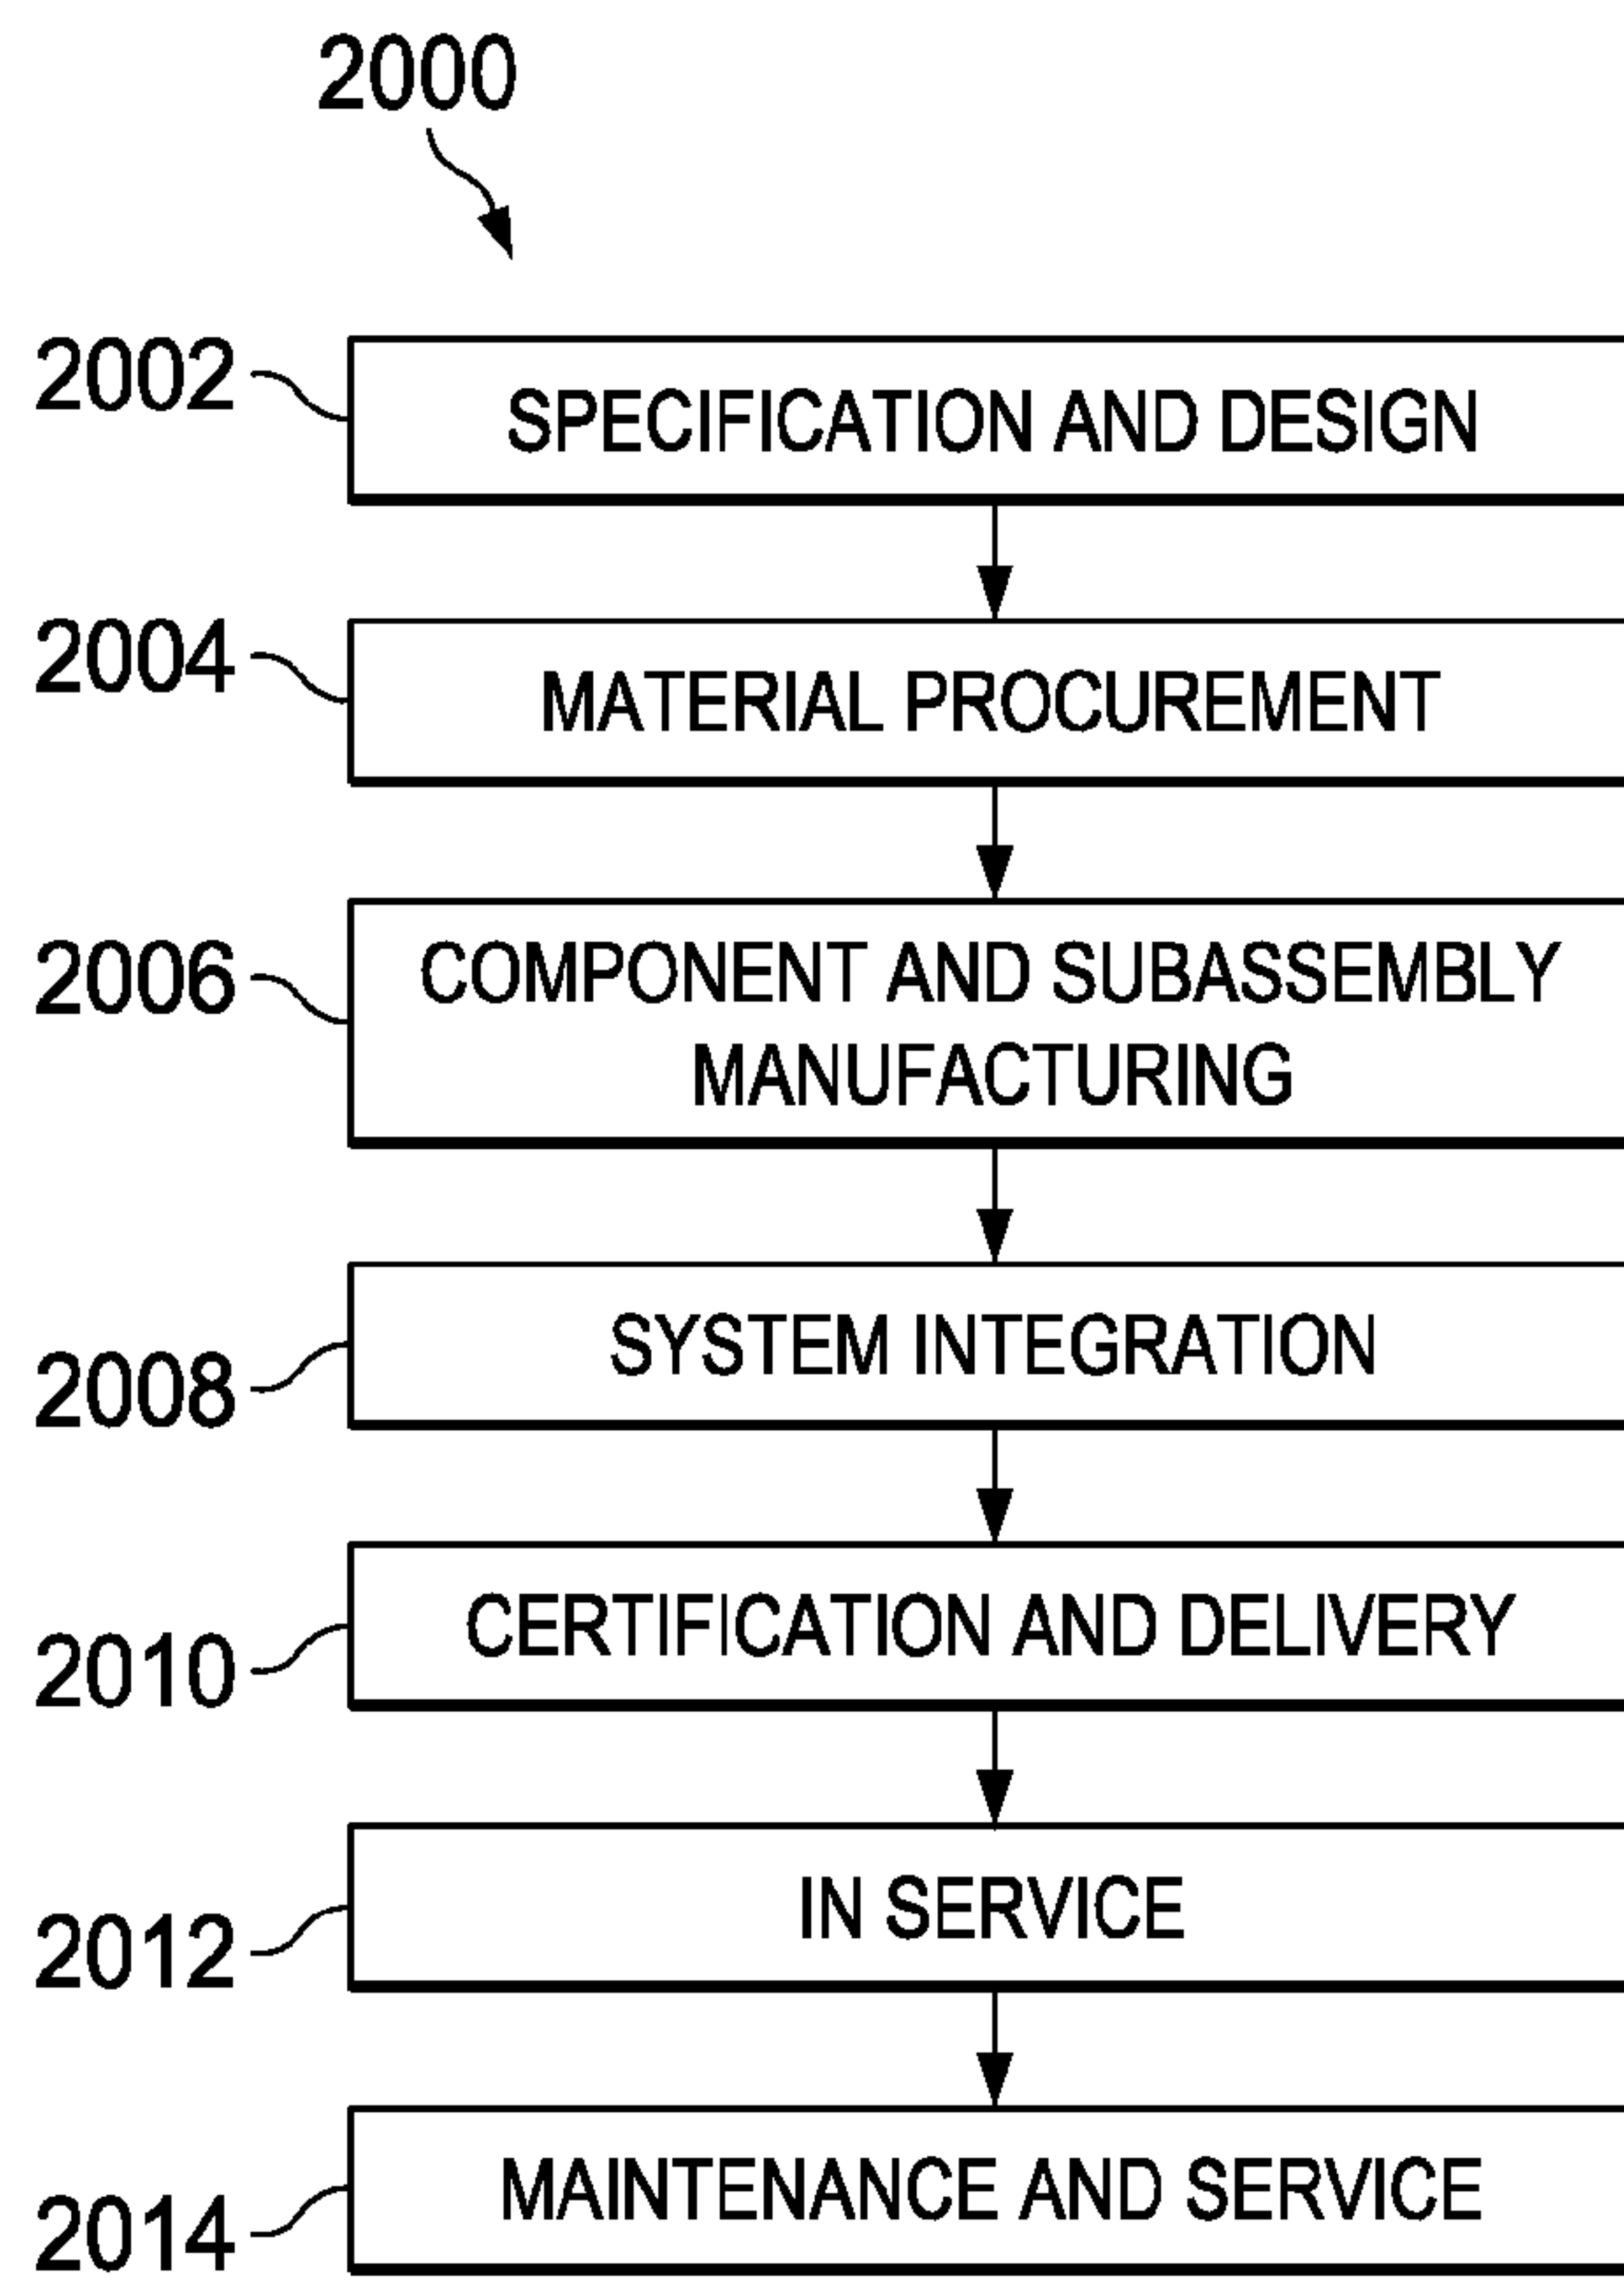 2000
2002
SPECIFICATION AND DESIGN
2004
MATERIAL PROCUREMENT
2006
COMPONENT AND SUBASSEMBLY
MANUFACTURING
2008
SYSTEM INTEGRATION
2010
CERTIFICATION AND DELIVERY
2012
IN SERVICE
2014
MAINTENANCE AND SERVICE